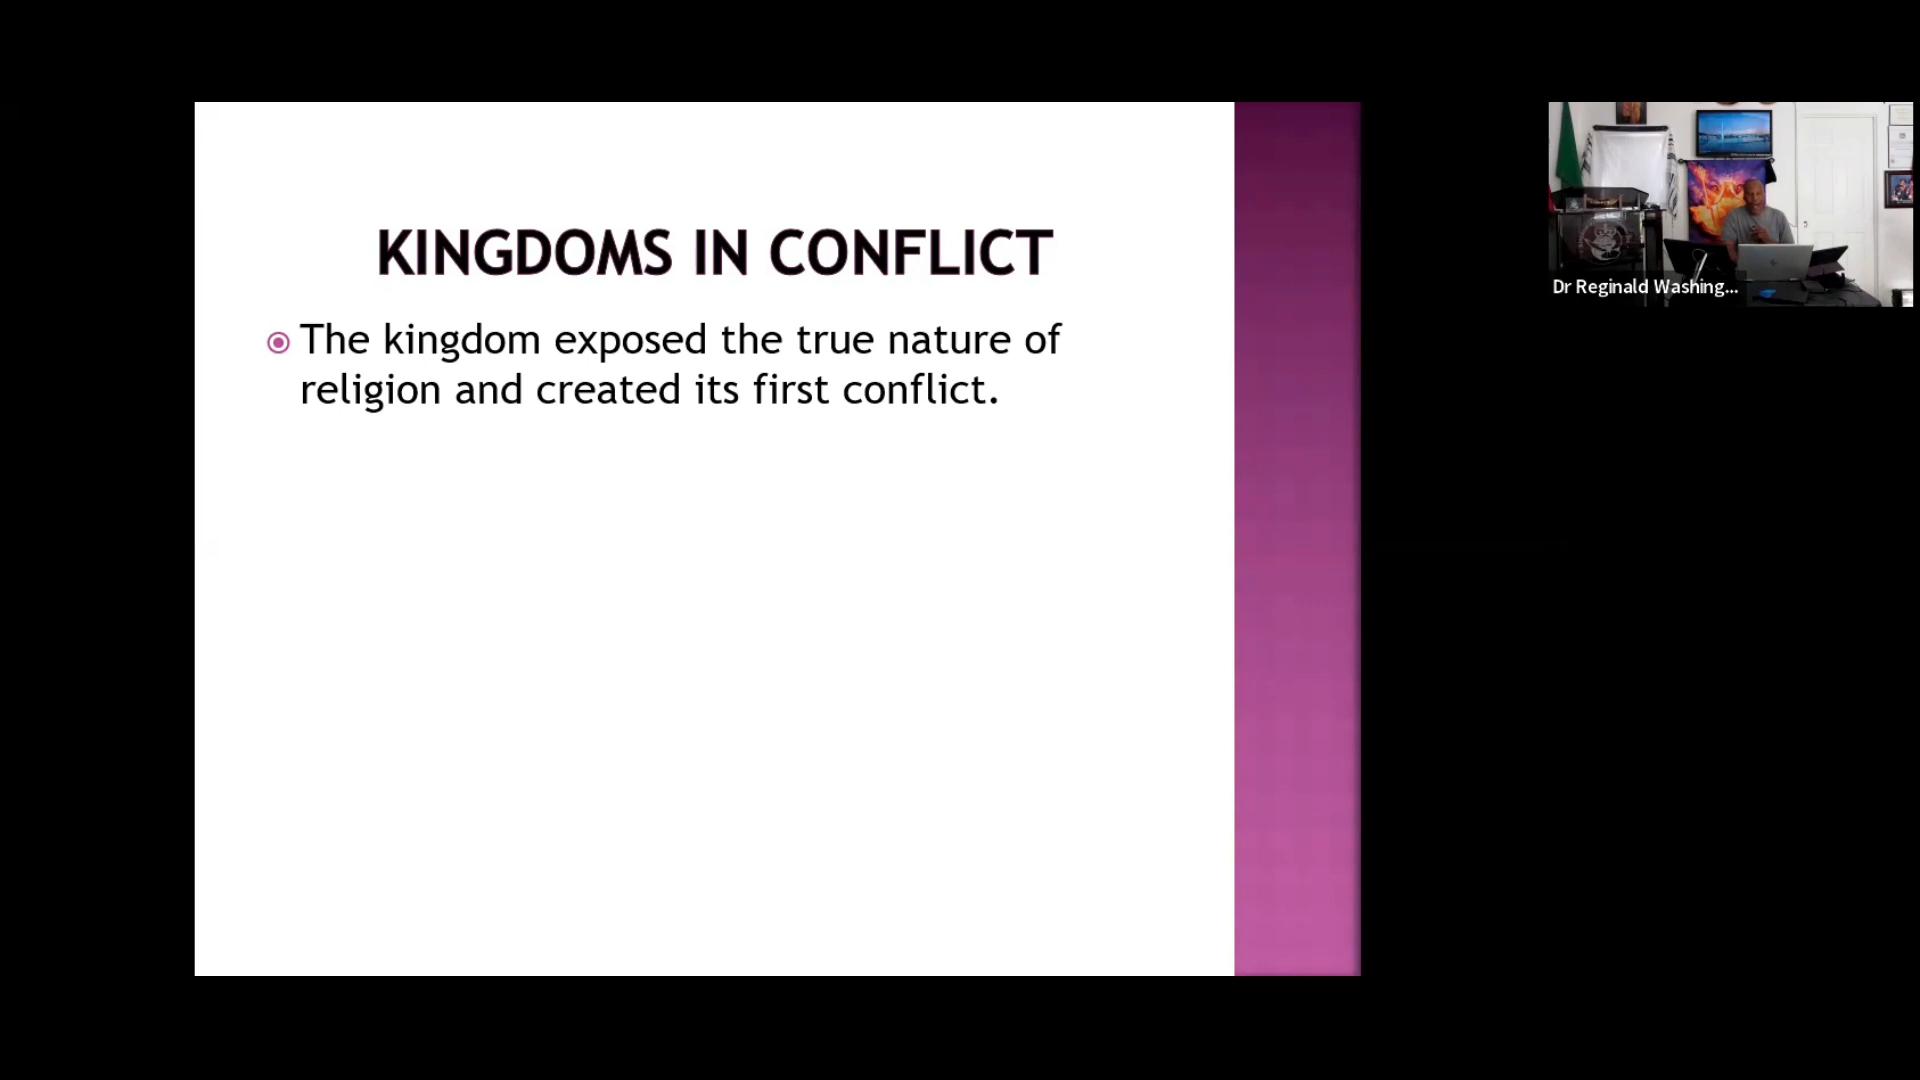 KINGDOMS IN CONFLICT
The kingdom exposed the true nature of
religion and created its first conflict.
Dr Reginald Washing...